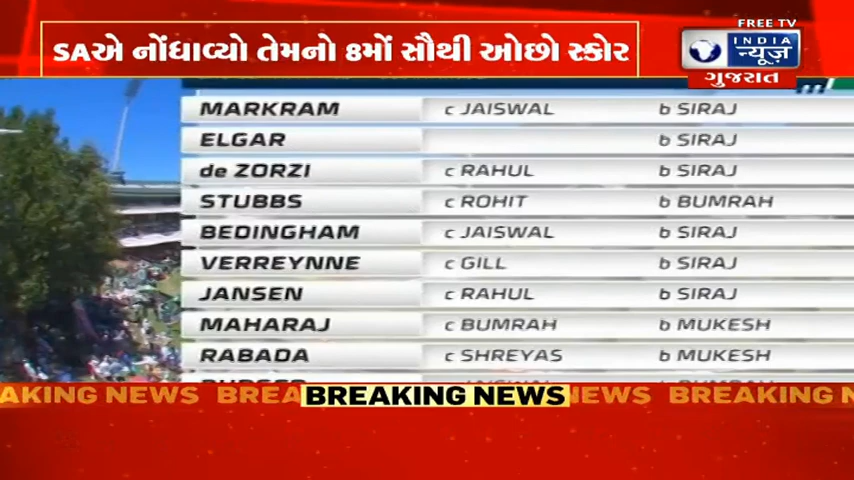 FREE TV
SAએ નોંધાવ્યો તેમનો 8મોં સૌથી ઓછો સ્કોર
INDIA
न्यूज़
ગુજરાત
MARKRAM c JAISWAL b SIRAJ
ELGAR b SIRAJ
de ZORZI c RAHUL b SIRAJ
STUBBS c ROHIT b BUMRAH
BEDINGHAM c JAISWAL b SIRAJ
VERREYNNE c GILL b SIRAJ
JANSEN c RAHUL b SIRAJ
MAHARAJ c BUMRAH b MUKESH
RABADA c SHREYAS b MUKESH
AKING NEWS BREA BREAKING NEWS NEWS BREAKING N